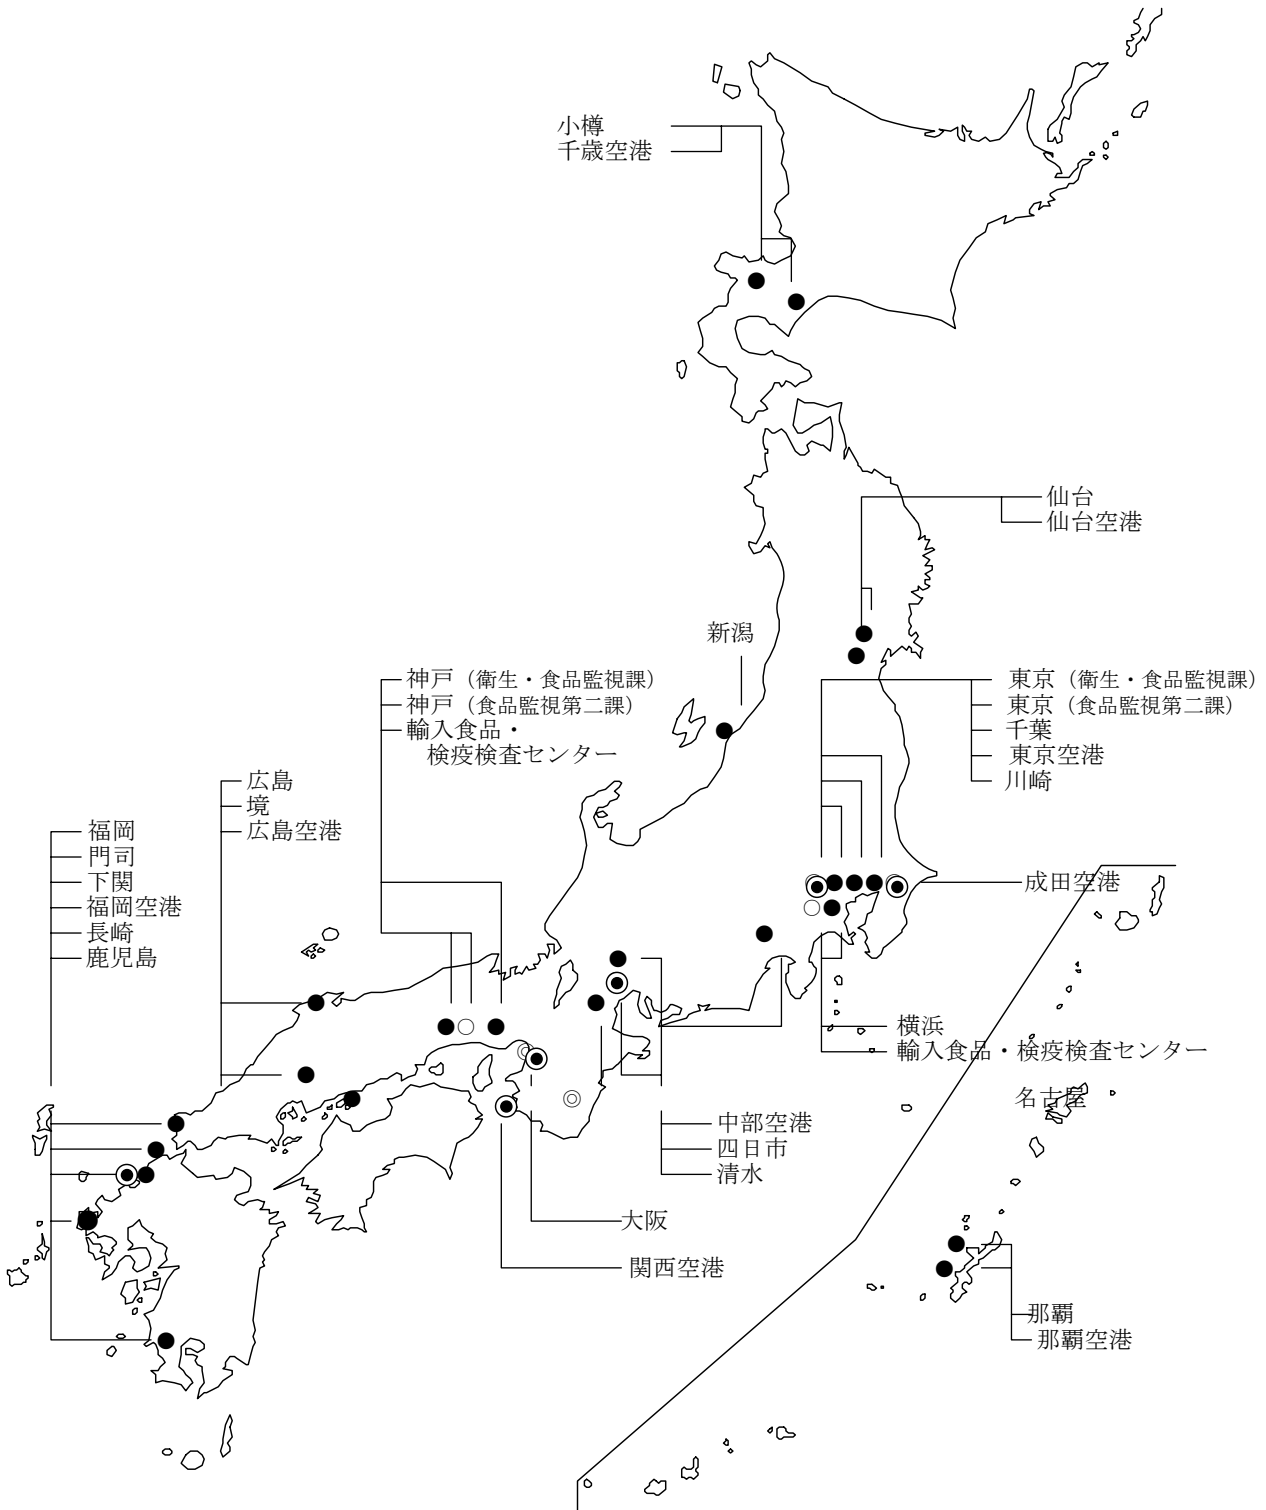 小樽
千歳空港
仙台
仙台空港
新潟
神戸（衛生・食品監視課）
神戸（食品監視第二課）
輸入食品・
検疫検査センター
東京（衛生・食品監視課）
東京（食品監視第二課）
千葉
東京空港
川崎
広島
境
広島空港
福岡
門司
下関
福岡空港
長崎
鹿児島
成田空港
横浜
輸入食品・検疫検査センター
名古屋
中部空港
四日市
清水
大阪
関西空港
那覇
那覇空港